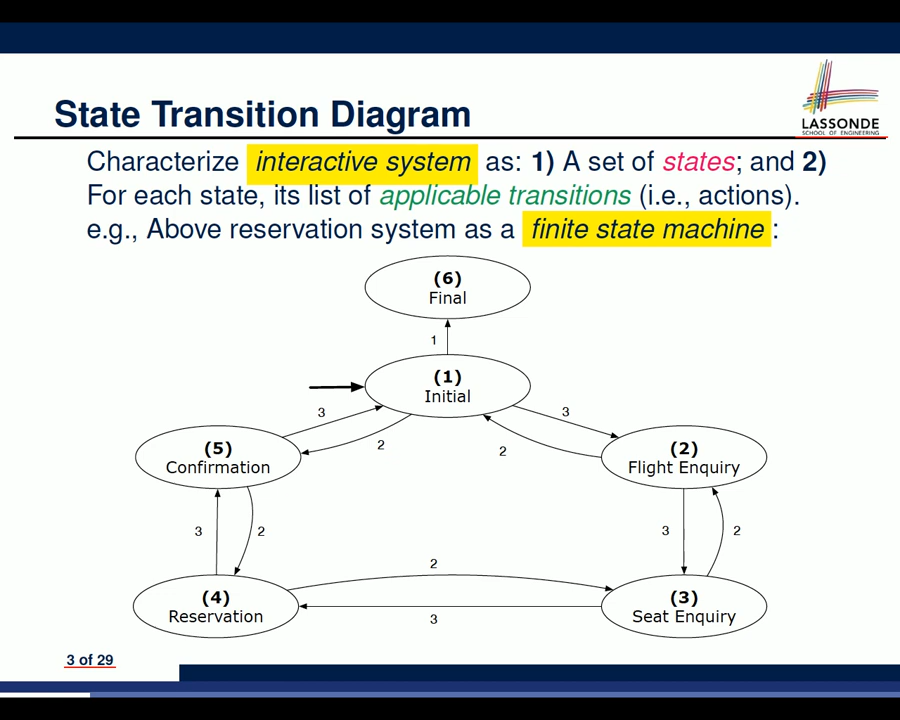 State Transition Diagram
LASSONDE
SCHOOL OF ENGINEERING
Characterize interactive system as: 1) A set of states; and 2)
For each state, its list of applicable transitions (i.e., actions).
e.g., Above reservation system as a finite state machine:
(6)
Final
1
(1)
Initial
3
3
2
2
(5)
Confirmation
(2)
Flight Enquiry
3
2
3
2
2
(4)
Reservation
(3)
Seat Enquiry
3
3 of 29